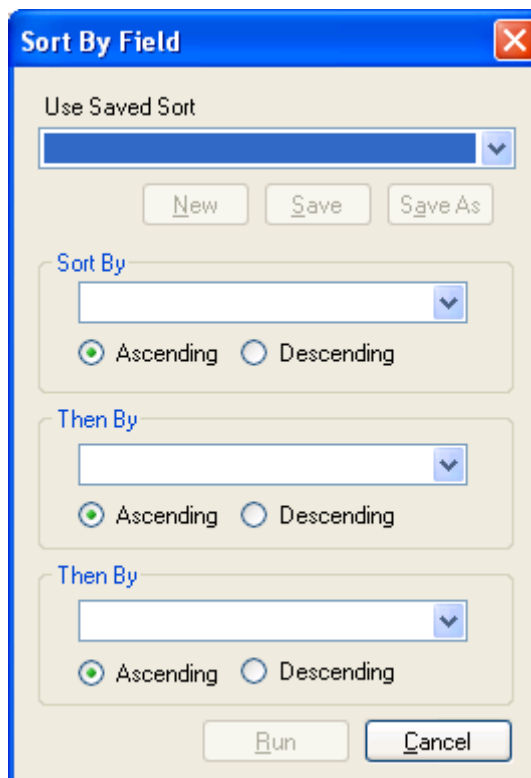 Sort By Field
Use Saved Sort
New Save Save As
Sort By
Ascending Descending
Then By
Ascending Descending
Then By
Ascending Descending
Run Cancel